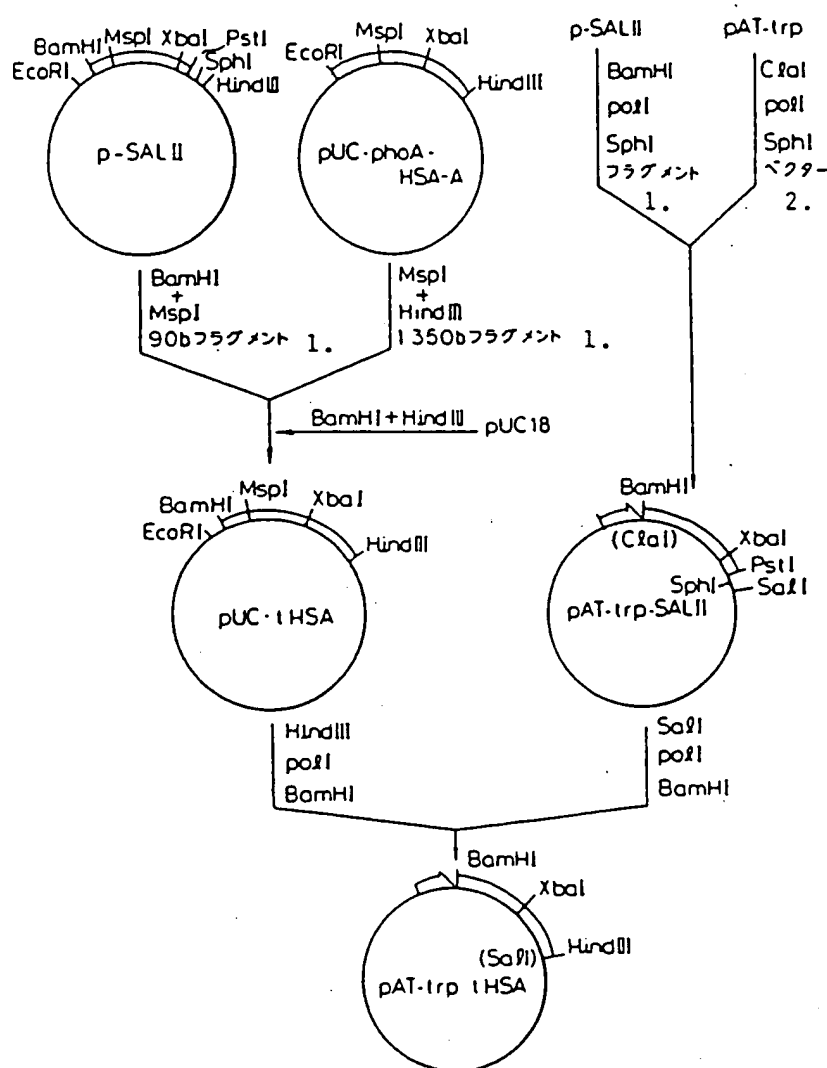 BamHI MspI XbaI PstI
EcoRI SphI HindIII
p-SALII
MspI XbaI
EcoRI HindIII
pUC-phoA-
HSA-A
p-SALII pAT-trp
BamHI ClaI
polI polI
SphI SphI
フラグメント ベクター
1. 2.
BamHI
+
MspI
90bフラグメント 1.
MspI
+
HindIII
1350bフラグメント 1.
BamHI+HindIII pUC18
BamHI MspI XbaI
EcoRI HindIII
pUC・tHSA
BamHI
(ClaI) XbaI
PstI
SphI SalI
pAT-trp-SALII
HindIII
polI
BamHI
SalI
polI
BamHI
BamHI
XbaI
(SalI) HindIII
pAT-trp tHSA